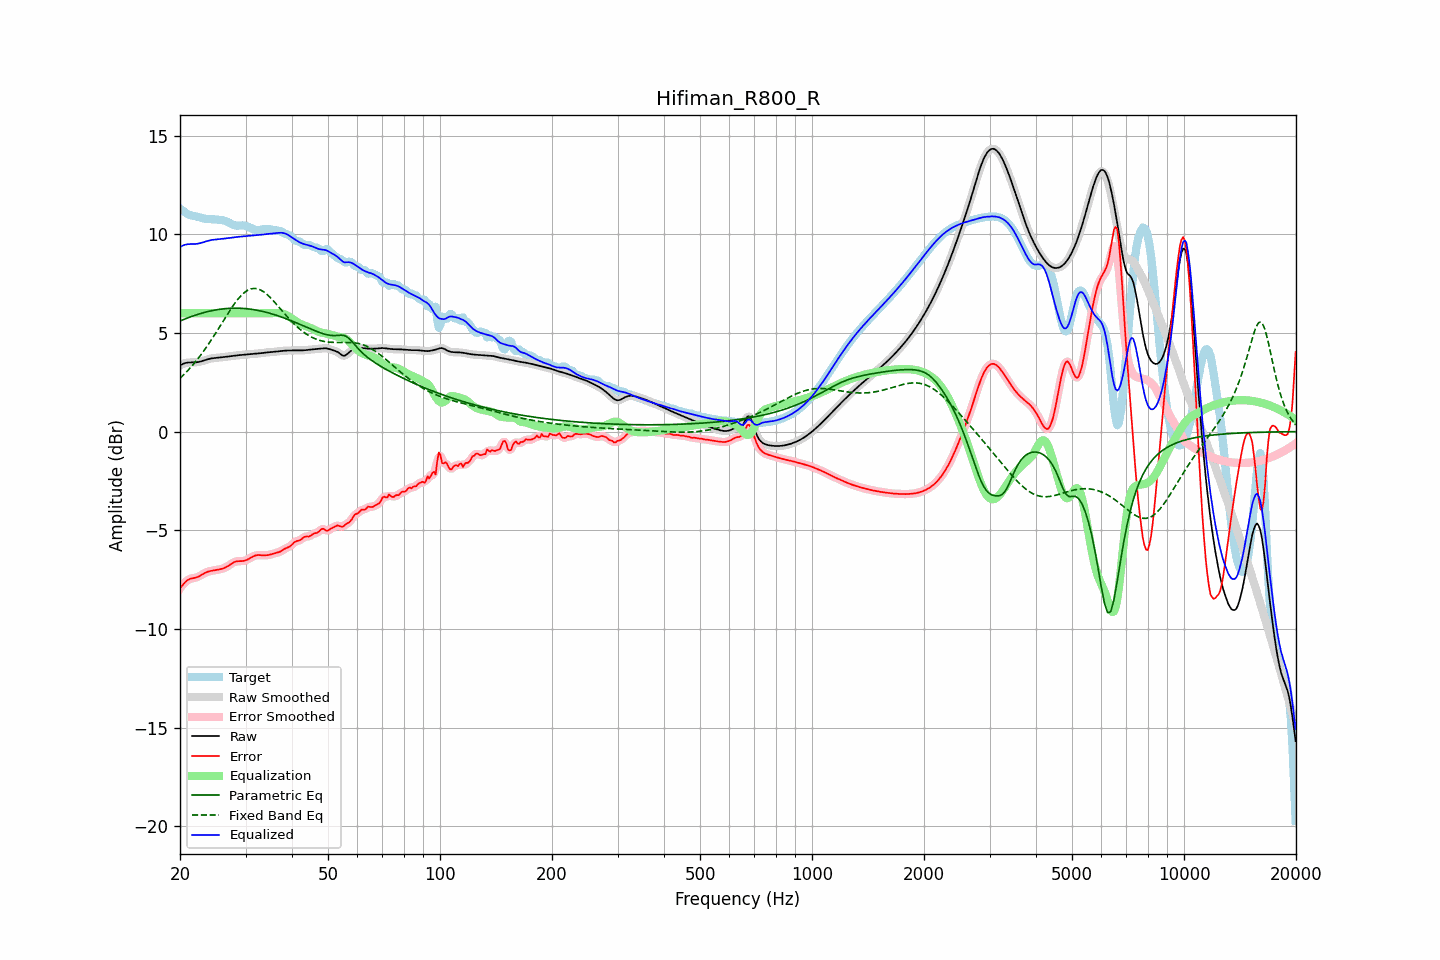 Hifiman_R800_R
Amplitude (dBr)
15
10
5
0
−5
−10
−15
−20
Target
Raw Smoothed
Error Smoothed
Raw
Error
Equalization
Parametric Eq
Fixed Band Eq
Equalized
20
50
100
200
500
1000
2000
5000
10000
20000
Frequency (Hz)